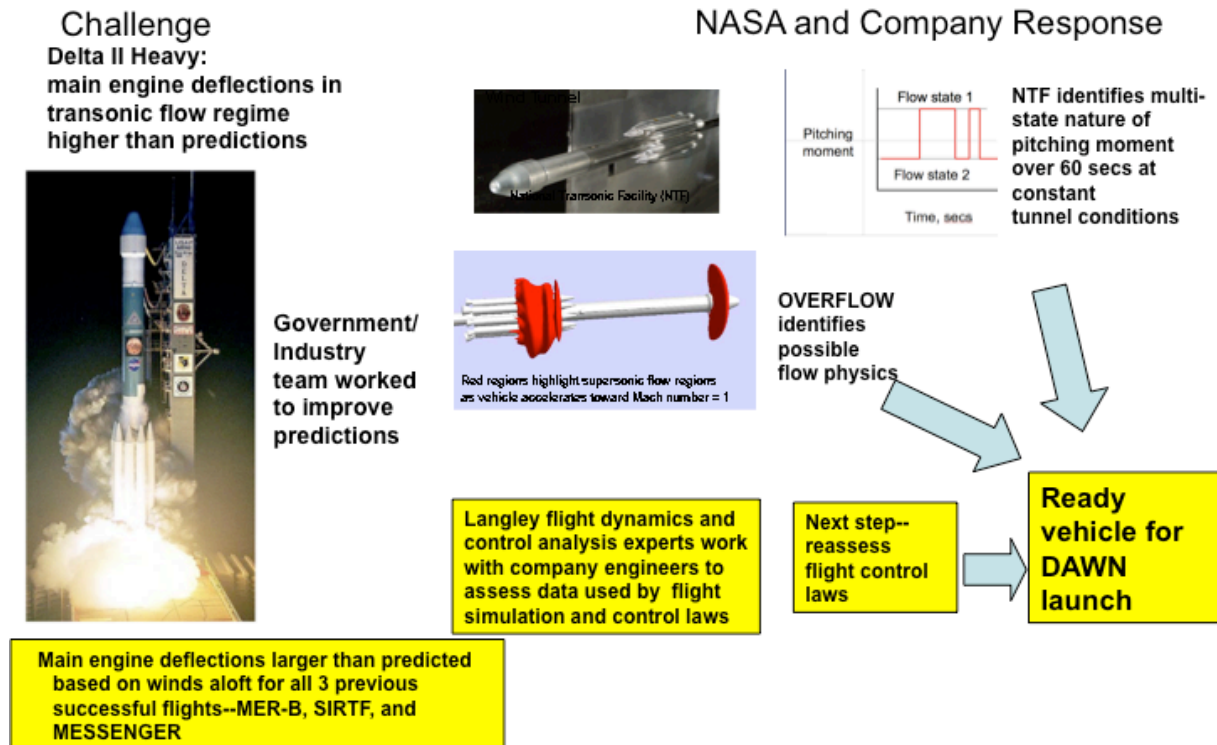 Challenge
Delta II Heavy:
main engine deflections in
transonic flow regime
higher than predictions
Government/
Industry
team worked
to improve
predictions
Main engine deflections larger than predicted
based on winds aloft for all 3 previous
successful flights--MER-B, SIRTF, and
MESSENGER
NASA and Company Response
Wind Tunnel
National Transonic Facility (NTF)
Flow state 1
Pitching
moment
Flow state 2
Time, secs
NTF identifies multi-
state nature of
pitching moment
over 60 secs at
constant
tunnel conditions
Red regions highlight supersonic flow regions
as vehicle accelerates toward Mach number = 1
OVERFLOW
identifies
possible
flow physics
Langley flight dynamics and
control analysis experts work
with company engineers to
assess data used by flight
simulation and control laws
Next step--
reassess
flight control
laws
Ready
vehicle for
DAWN
launch
DELTA